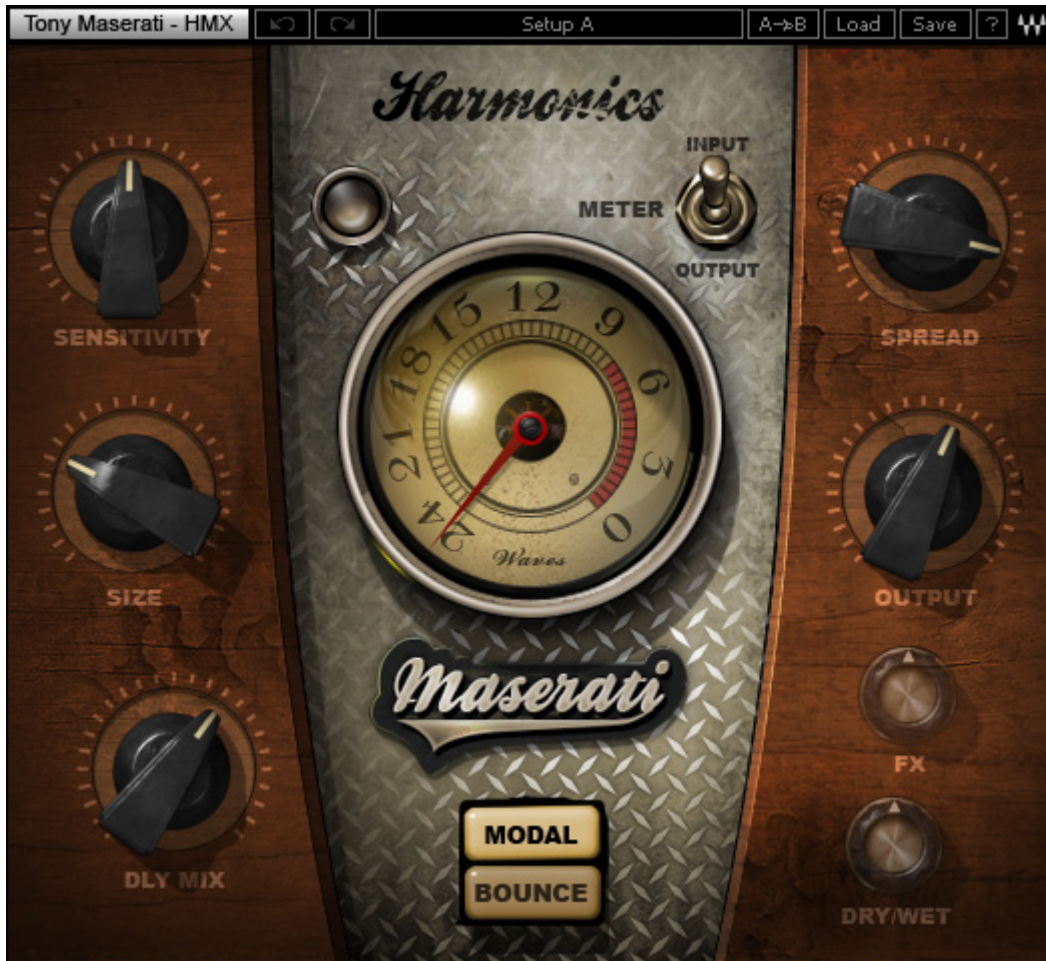 Tony Maserati - HMX
Setup A
A->B
Load
Save
?
Harmonics
INPUT
METER
OUTPUT
SENSITIVITY
SPREAD
12
15
9
18
6
21
3
24
0
Waves
SIZE
OUTPUT
Maserati
FX
MODAL
DLY MIX
BOUNCE
DRY/WET